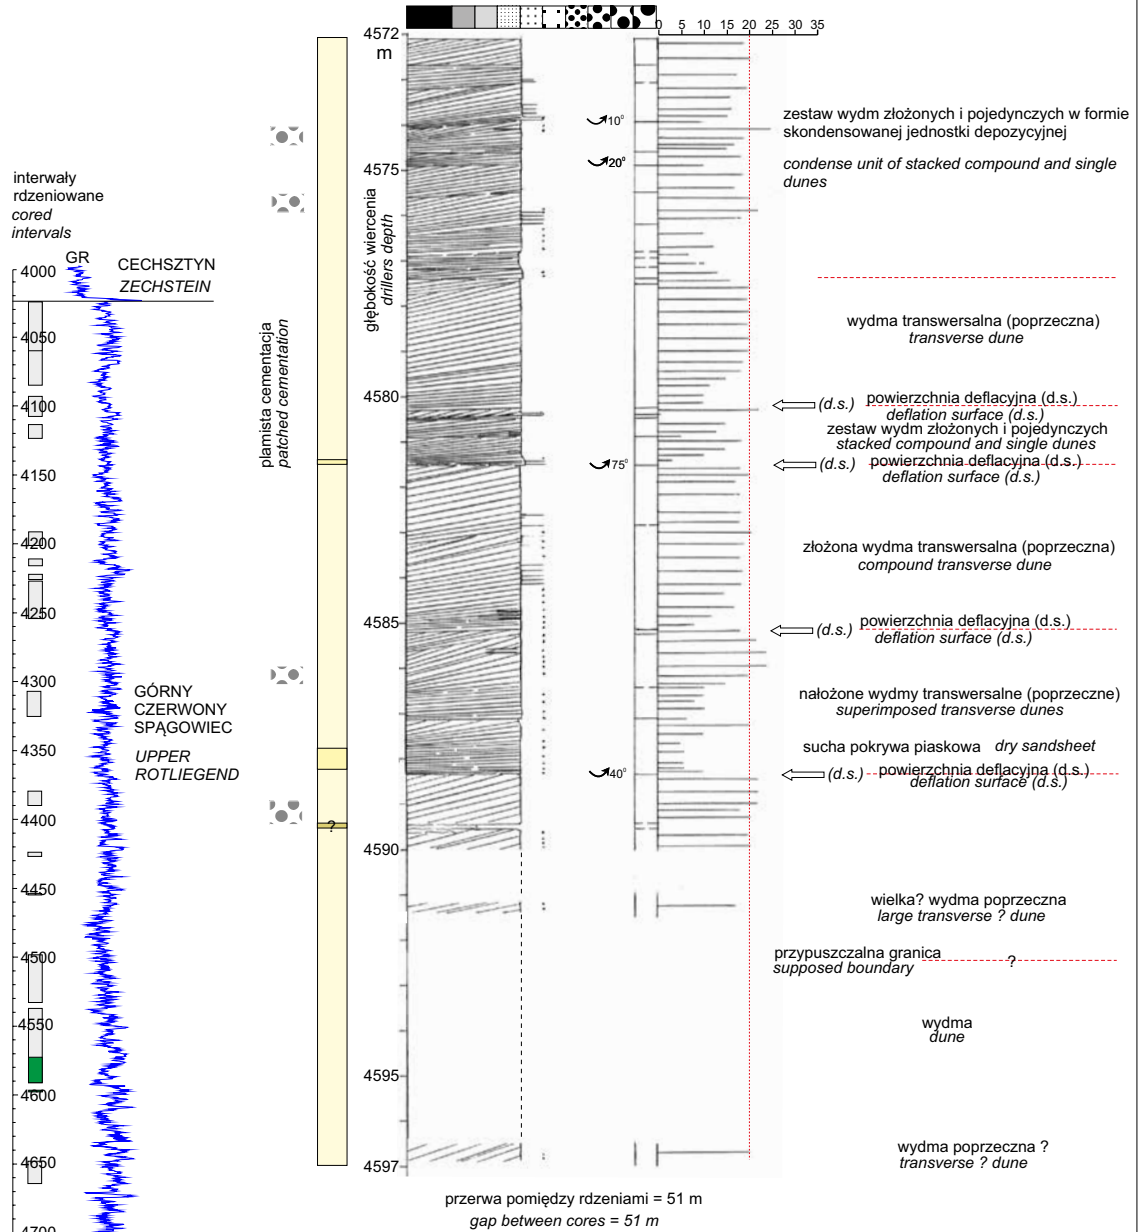 0 5 10 15 20 25 30 35
4572
m
zestaw wydm złożonych i pojedynczych w formie
skondensowanej jednostki depozycyjnej
condense unit of stacked compound and single
dunes
10°
20°
4575
interwały
rdzeniowane
cored
intervals
GR
CECHSZTYN
ZECHSTEIN
4000
4050
4100
4150
4200
4250
4300
4350
4400
4450
4500
4550
4600
4650
4700
GÓRNY
CZERWONY
SPĄGOWIEC
UPPER
ROTLIEGEND
plamista cementacja
patched cementation
?
głębokość wiercenia
drillers depth
wydma transwersalna (poprzeczna)
transverse dune
4580
(d.s.) powierzchnia deflacyjna (d.s.)
deflation surface (d.s.)
zestaw wydm złożonych i pojedynczych
stacked compound and single dunes
75°
(d.s.) powierzchnia deflacyjna (d.s.)
deflation surface (d.s.)
złożona wydma transwersalna (poprzeczna)
compound transverse dune
4585
(d.s.) powierzchnia deflacyjna (d.s.)
deflation surface (d.s.)
nałożone wydmy transwersalne (poprzeczne)
superimposed transverse dunes
sucha pokrywa piaskowa dry sandsheet
40°
(d.s.) powierzchnia deflacyjna (d.s.)
deflation surface (d.s.)
4590
wielka? wydma poprzeczna
large transverse ? dune
przypuszczalna granica
supposed boundary
?
wydma
dune
4595
wydma poprzeczna ?
transverse ? dune
4597
przerwa pomiędzy rdzeniami = 51 m
gap between cores = 51 m